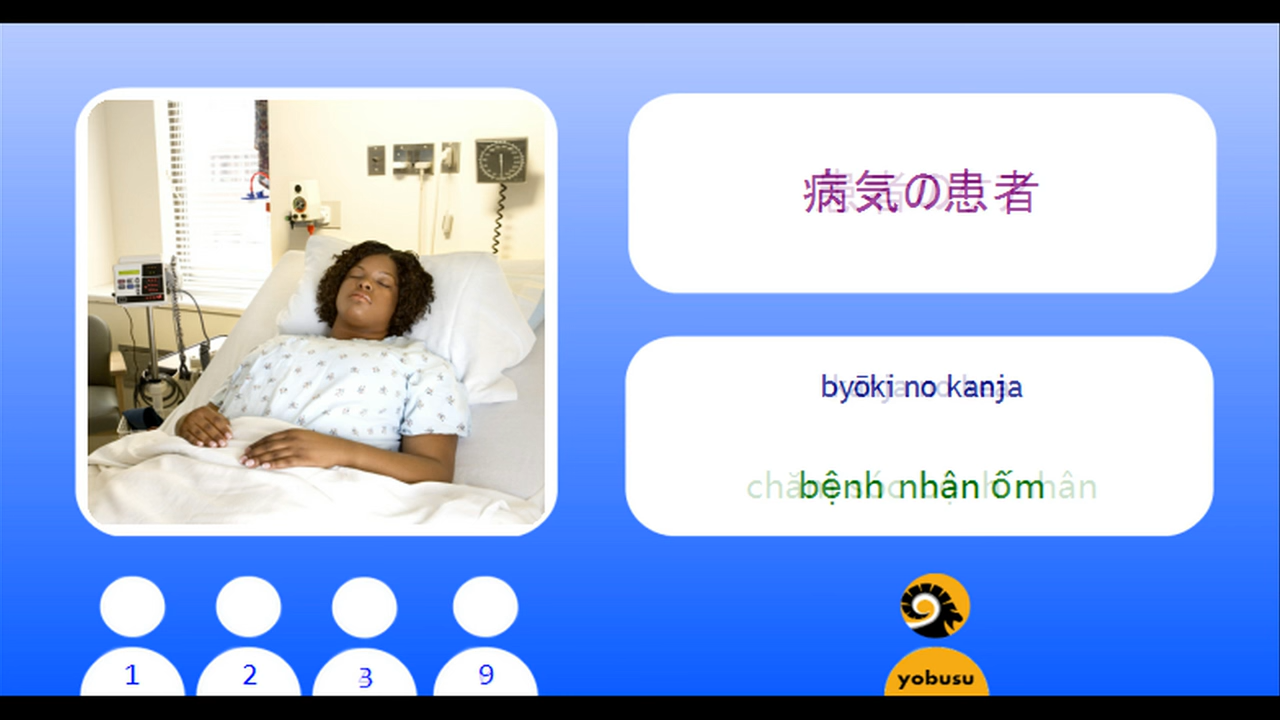 病気の患者
byōki no kanja
bệnh nhân ốm
1 2 3 9
yobusu